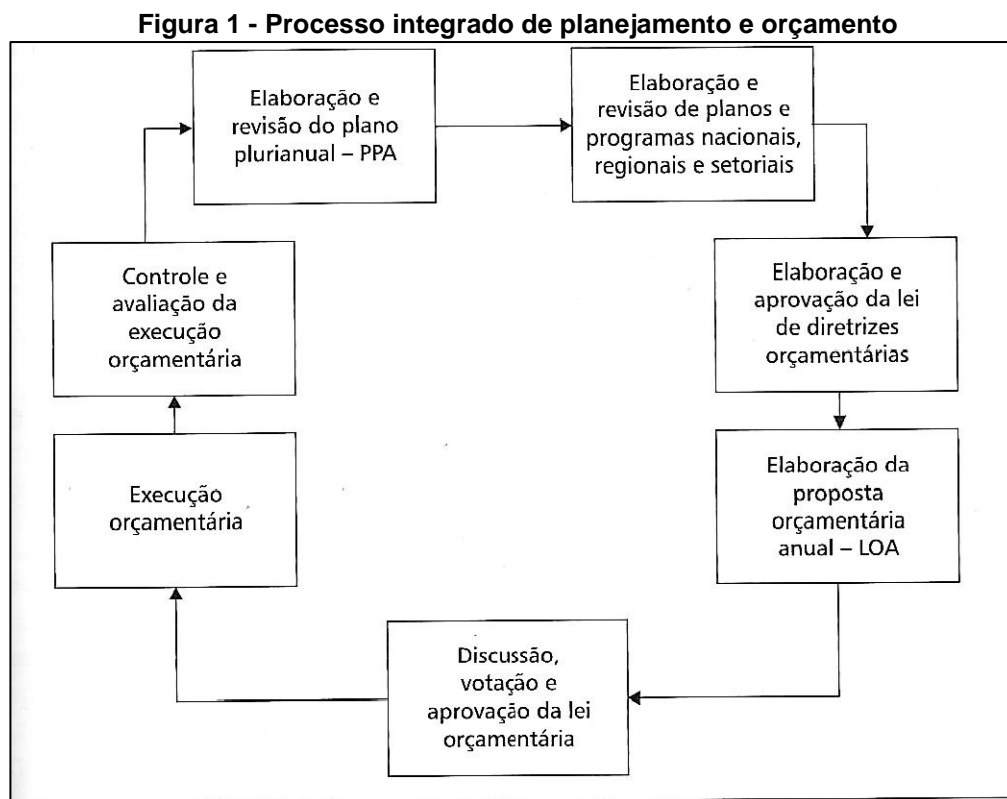 Figura 1 - Processo integrado de planejamento e orçamento
Elaboração e
revisão do plano
plurianual – PPA
Elaboração e
revisão de planos e
programas nacionais,
regionais e setoriais
Elaboração e
aprovação da lei
de diretrizes
orçamentárias
Elaboração da
proposta
orçamentária
anual – LOA
Discussão,
votação e
aprovação da lei
orçamentária
Execução
orçamentária
Controle e
avaliação da
execução
orçamentária